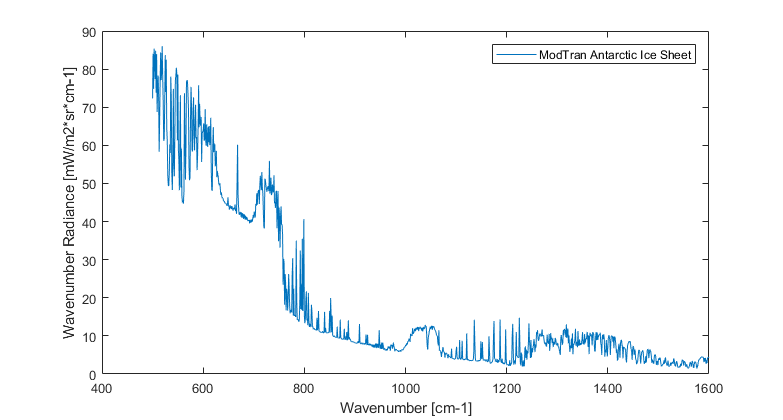 90
80
70
60
50
40
30
20
10
0
Wavenumber Radiance [mW/m2*sr*cm-1]
ModTran Antarctic Ice Sheet
400 600 800 1000 1200 1400 1600
Wavenumber [cm-1]